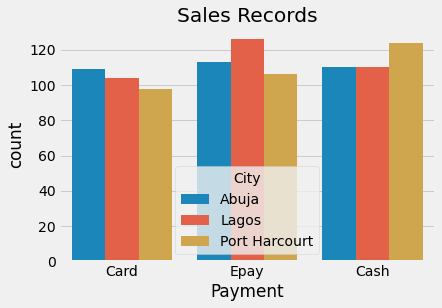 Sales Records
count
120
100
80
60
40
20
0
City
Abuja
Lagos
Port Harcourt
Card Epay Cash
Payment